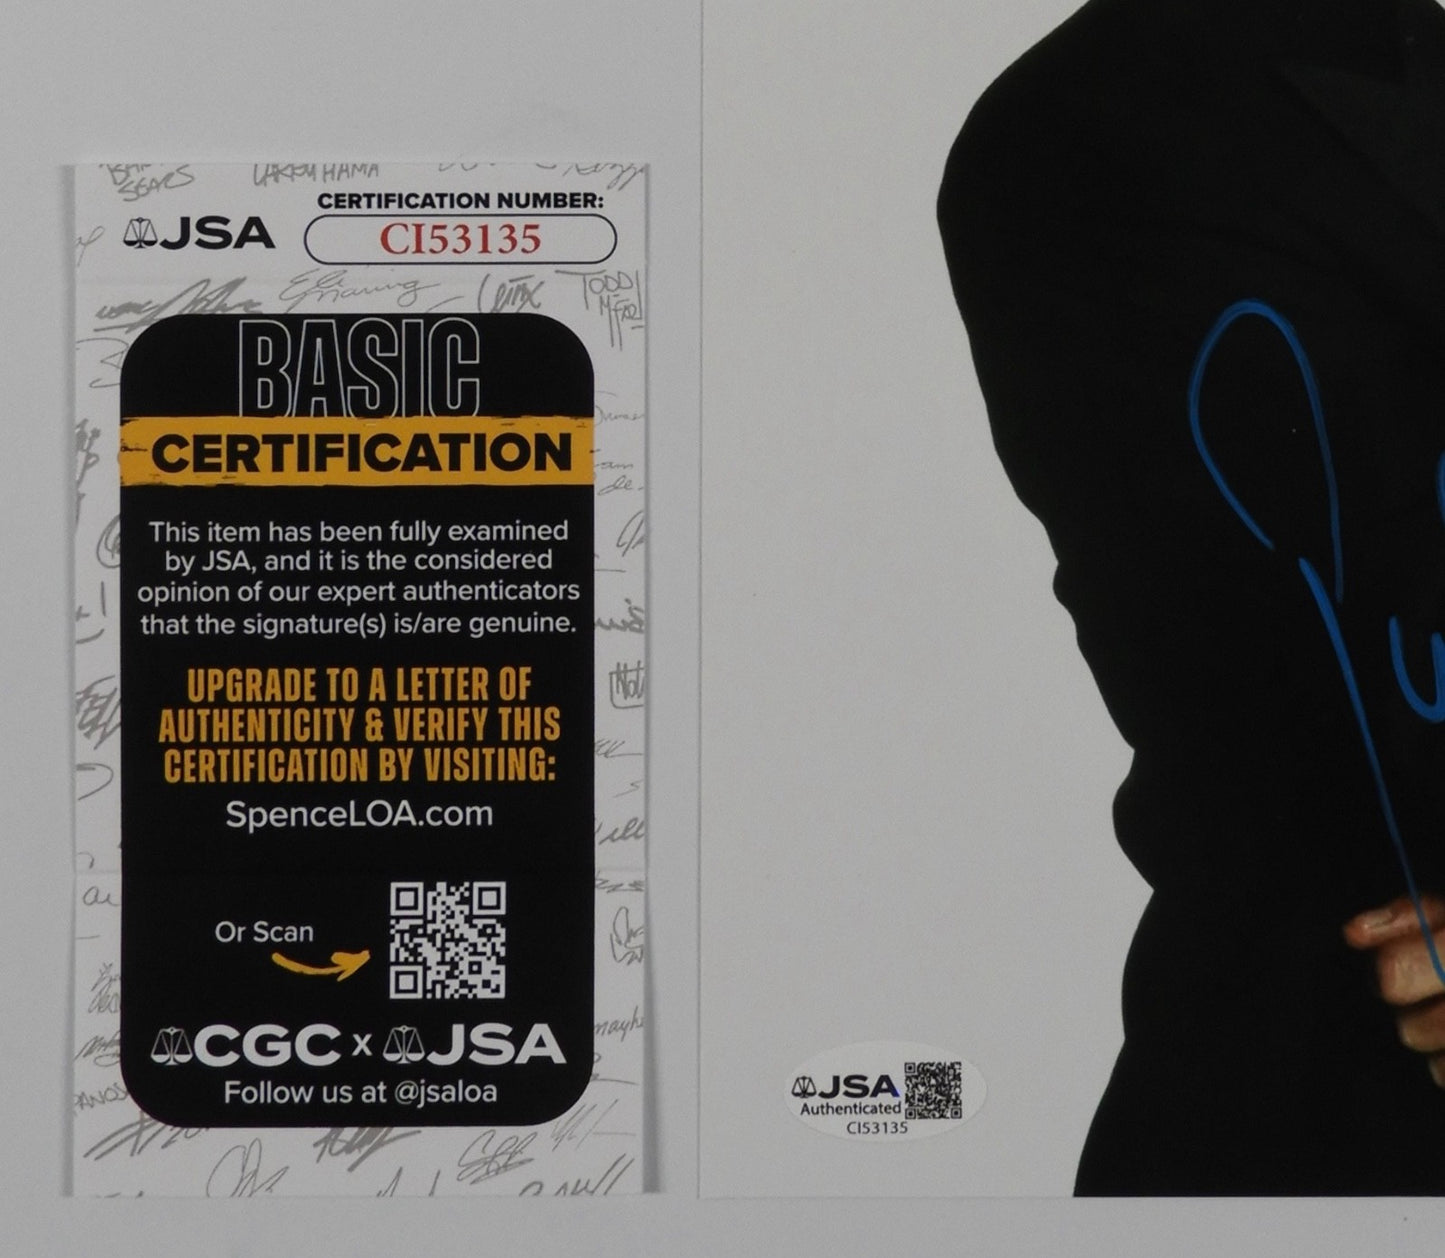 CERTIFICATION NUMBER:
JSA
CI53135
TODD
BASIC
CERTIFICATION
This item has been fully examined
by JSA, and it is the considered
opinion of our expert authenticators
that the signature(s) is/are genuine.
UPGRADE TO A LETTER OF
AUTHENTICITY & VERIFY THIS
CERTIFICATION BY VISITING:
SpenceLOA.com
Or Scan
CGC x JSA
Follow us at @jsaloa
JSA
Authenticated
CI53135